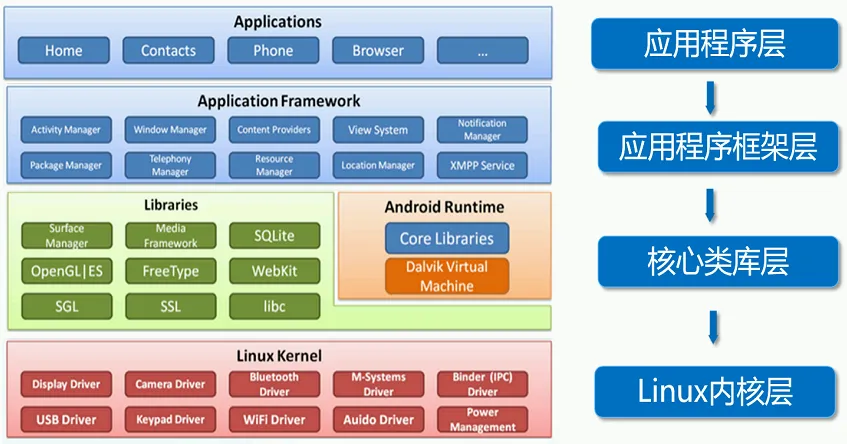 Applications
Home
Contacts
Phone
Browser
...
应用程序层
Application Framework
Activity Manager
Window Manager
Content Providers
View System
Notification
Manager
Package Manager
Telephony
Manager
Resource
Manager
Location Manager
XMPP Service
应用程序框架层
Libraries
Surface
Manager
Media
Framework
SQLite
OpenGL|ES
FreeType
WebKit
SGL
SSL
libc
Android Runtime
Core Libraries
Dalvik Virtual
Machine
核心类库层
Linux Kernel
Display Driver
Camera Driver
Bluetooth
Driver
M-Systems
Driver
Binder (IPC)
Driver
USB Driver
Keypad Driver
WiFi Driver
Auido Driver
Power
Management
Linux内核层